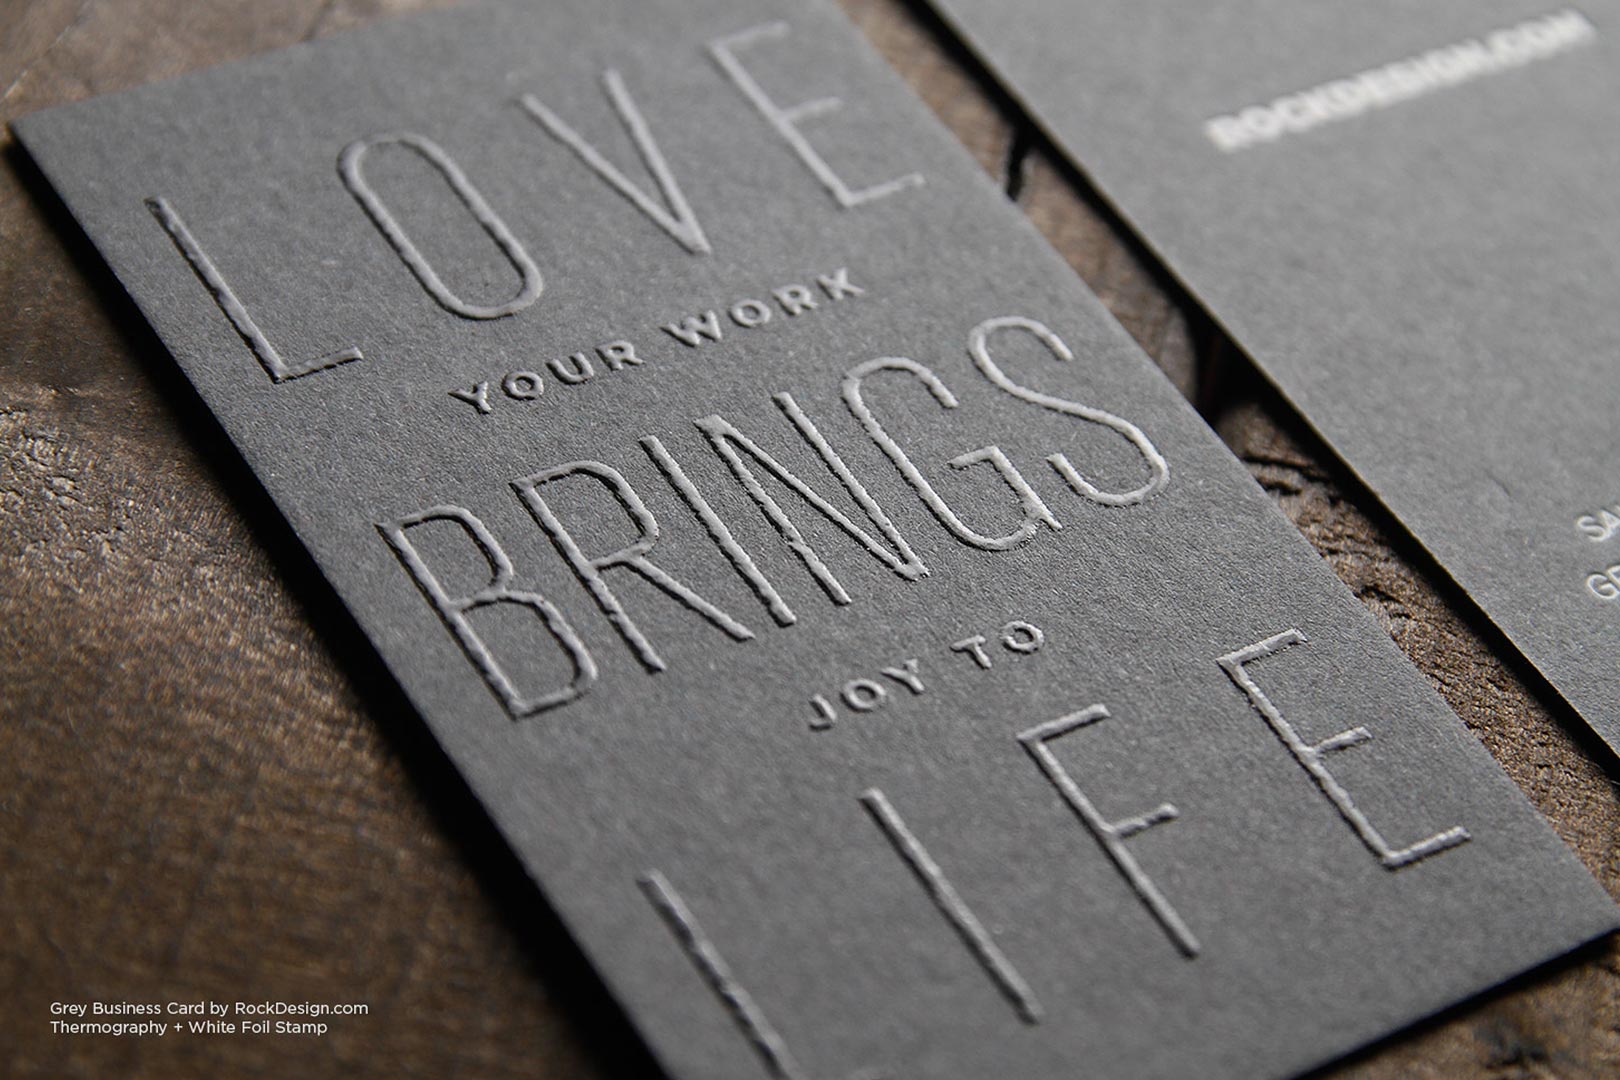 LOVE
YOUR WORK
BRINGS
JOY TO
LIFE
ROCKDESIGN.COM
Grey Business Card by RockDesign.com
Thermography + White Foil Stamp